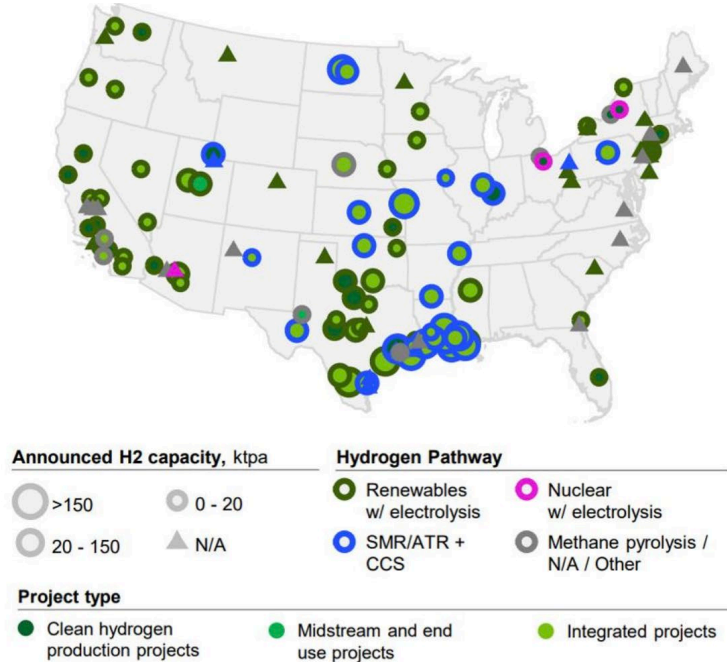 Announced H2 capacity, ktpa
>150
0 - 20
20 - 150
N/A
Hydrogen Pathway
Renewables
w/ electrolysis
Nuclear
w/ electrolysis
SMR/ATR +
CCS
Methane pyrolysis /
N/A / Other
Project type
Clean hydrogen
production projects
Midstream and end
use projects
Integrated projects